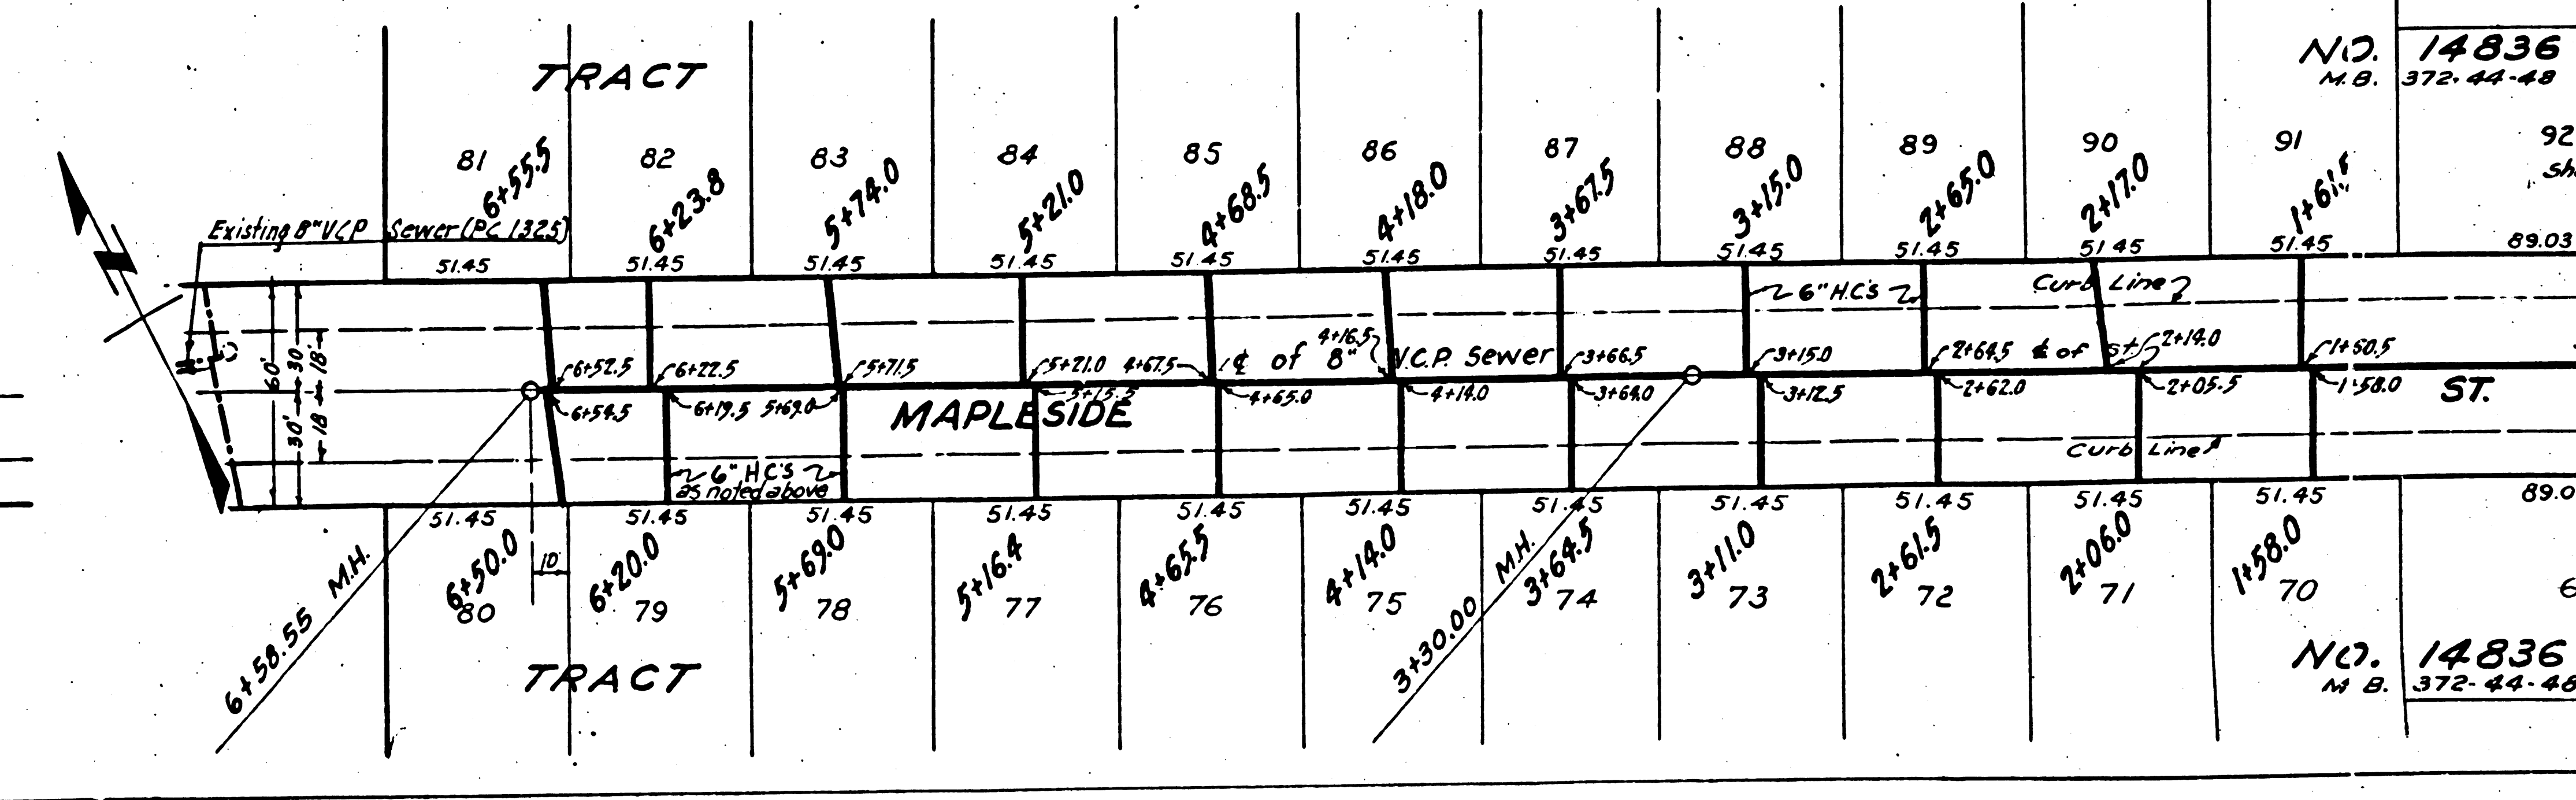 TRACT
NO. 14836
M.B. 372-44-48
81 82 83 84 85 86 87 88 89 90 91 92
6+55.5 6+23.8 5+74.0 5+21.0 4+68.5 4+18.0 3+67.5 3+15.0 2+65.0 2+17.0
Existing 8" VCP Sewer (PC 1325)
51.45 51.45 51.45 51.45 51.45 51.45 51.45 51.45 51.45 51.45 51.45 89.03
6" H.C's
Curb Line
60' 30' 18'
30' 18'
6+52.5 6+22.5 5+71.5 5+21.0 4+67.5 ℄ of 8" V.C.P. Sewer 4+16.5 3+66.5 3+15.0 2+64.5 ℄ of st. 2+14.0 1+50.5
6+54.5 6+19.5 5+69.0 5+15.5 4+65.0 4+14.0 3+64.0 3+12.5 2+62.0 2+05.5 1+58.0
MAPLESIDE ST.
6" H.C's
as noted above
Curb Line
51.45 51.45 51.45 51.45 51.45 51.45 51.45 51.45 51.45 51.45 51.45 89.0
6+50.0 6+20.0 5+69.0 5+16.4 4+65.5 4+14.0 3+64.5 3+11.0 2+61.5 2+06.0 1+58.0
10'
80 79 78 77 76 75 74 73 72 71 70
6+58.55 M.H.
3+30.00 M.H.
TRACT
NO. 14836
M B. 372-44-48